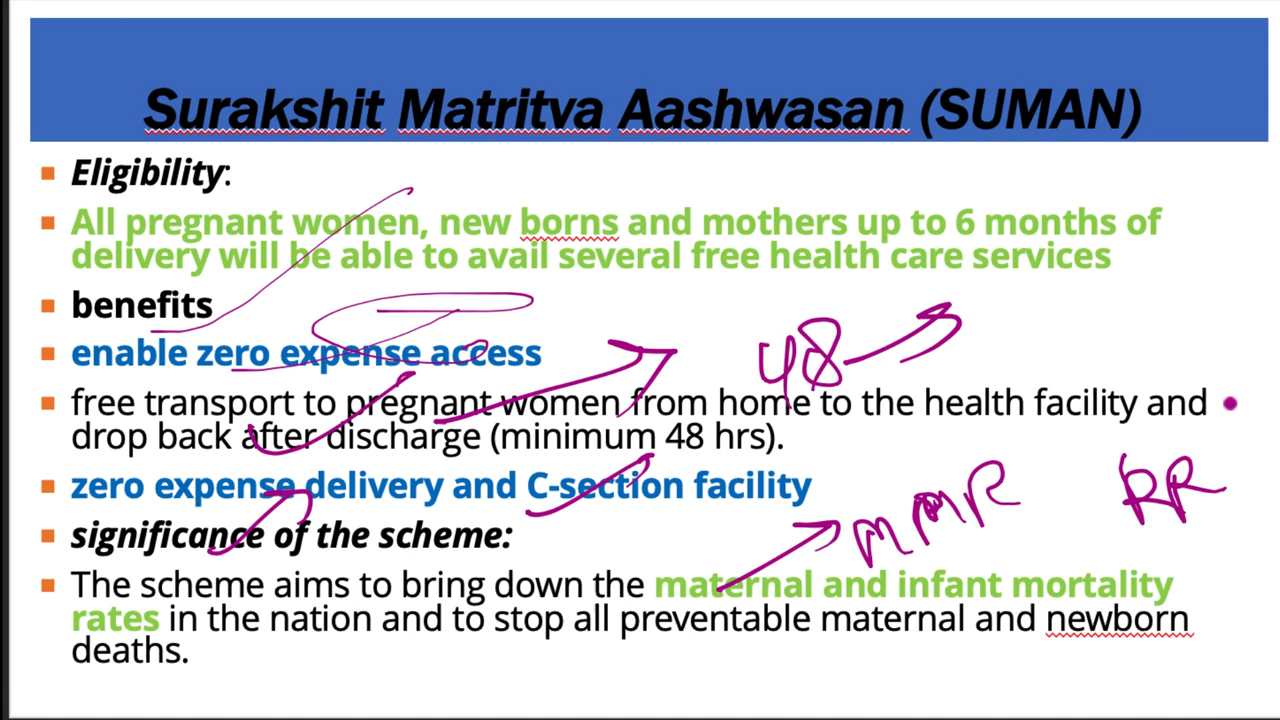 Surakshit Matritva Aashwasan (SUMAN)
Eligibility:
All pregnant women, new borns and mothers up to 6 months of
delivery will be able to avail several free health care services
benefits
enable zero expense access
48
free transport to pregnant women from home to the health facility and
drop back after discharge (minimum 48 hrs).
zero expense delivery and C-section facility
MMR
significance of the scheme:
The scheme aims to bring down the maternal and infant mortality
rates in the nation and to stop all preventable maternal and newborn
deaths.